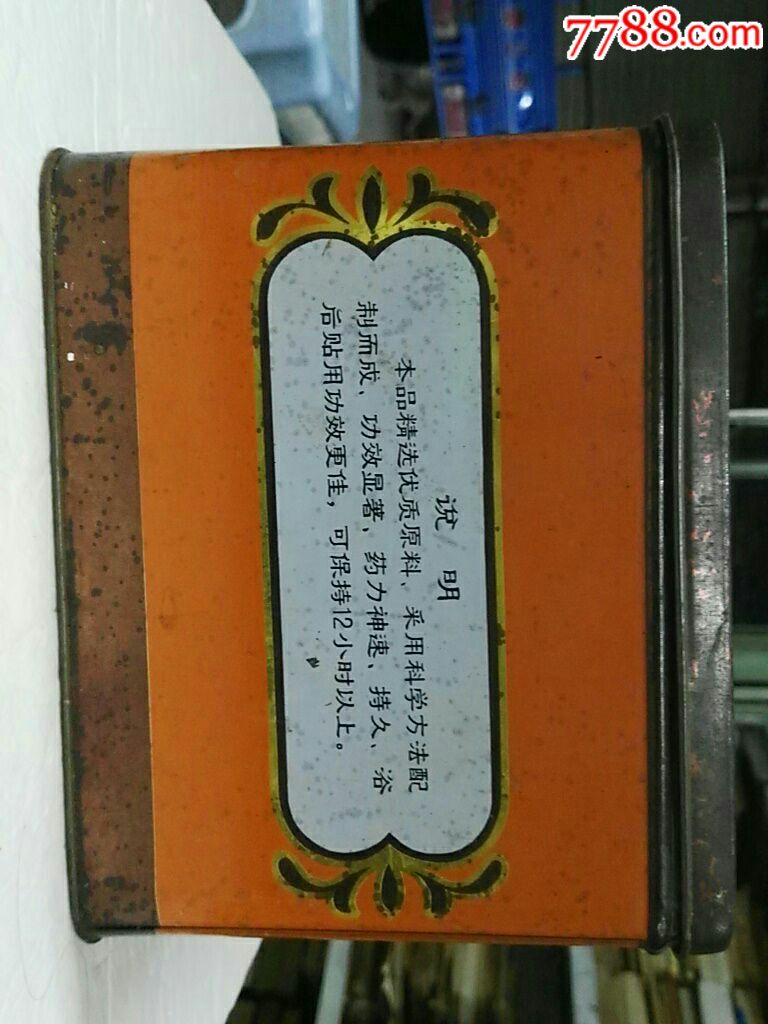 7788.com
说 明
本品精选优质原料、采用科学方法配
制而成、功效显著、药力神速、持久、浴
后贴用功效更佳，可保持12小时以上。